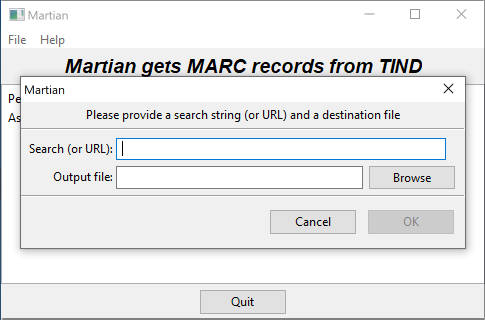 Martian
File Help
Martian gets MARC records from TIND
Pe
As
Martian
Please provide a search string (or URL) and a destination file
Search (or URL):
Output file:
Browse
Cancel
OK
Quit